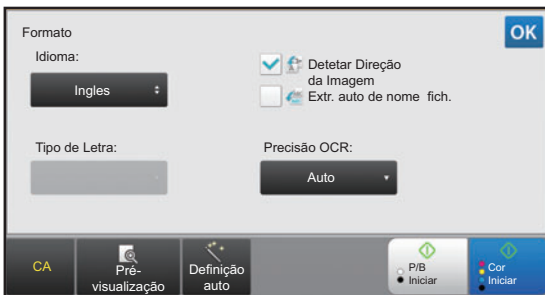 Formato
OK
Idioma:
Ingles
Detetar Direção
da Imagem
Extr. auto de nome fich.
Tipo de Letra:
Precisão OCR:
Auto
CA
Pré-
visualização
Definição
auto
P/B
Iniciar
Cor
Iniciar